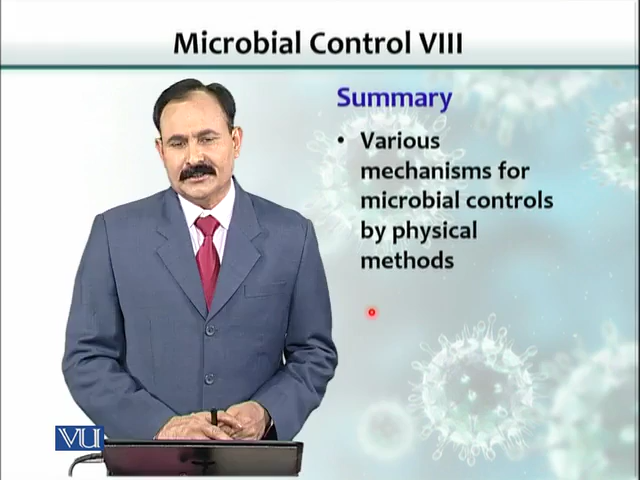 Microbial Control VIII
Summary
• Various
mechanisms for
microbial controls
by physical
methods
VU